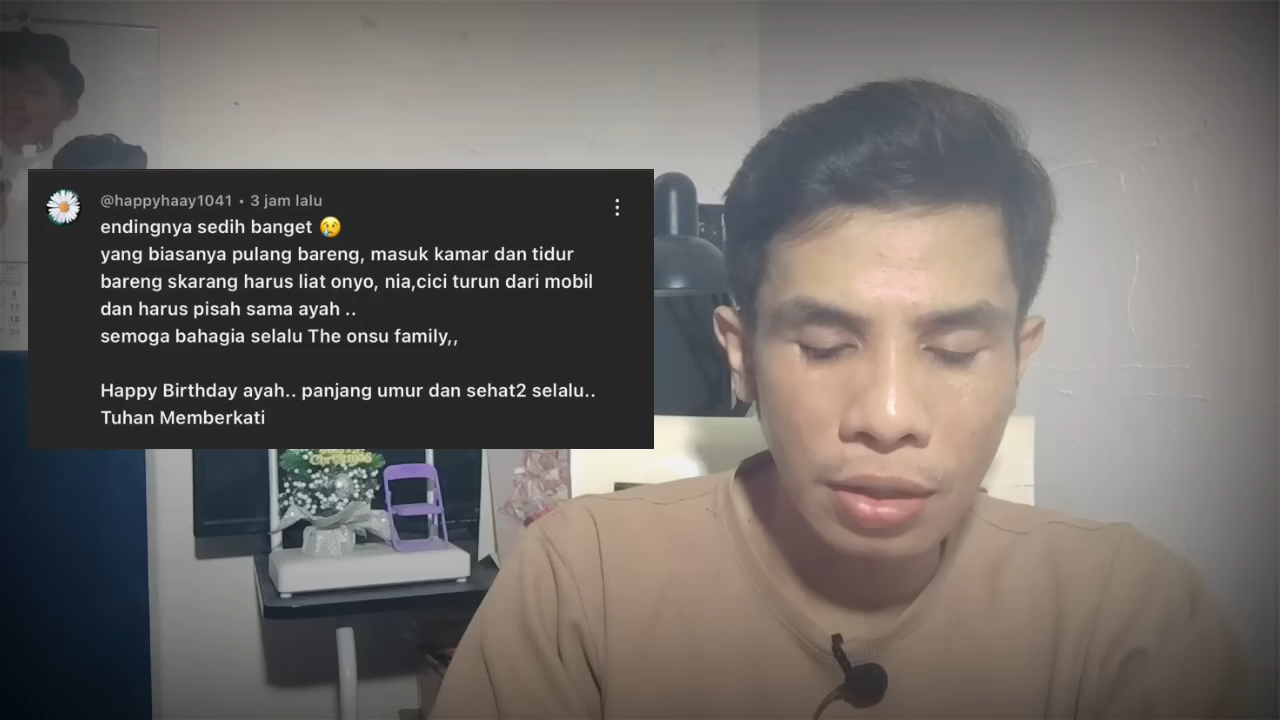 @happyhaay1041 • 3 jam lalu
endingnya sedih banget 😢
yang biasanya pulang bareng, masuk kamar dan tidur
bareng skarang harus liat onyo, nia,cici turun dari mobil
dan harus pisah sama ayah ..
semoga bahagia selalu The onsu family,,
Happy Birthday ayah.. panjang umur dan sehat2 selalu..
Tuhan Memberkati
Christmas